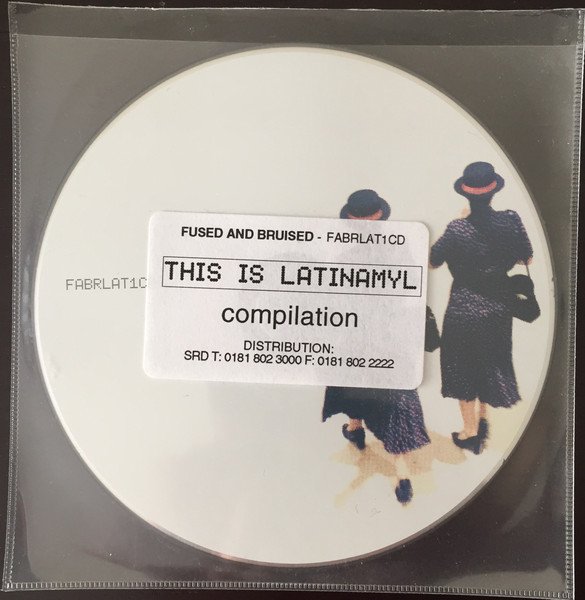 FUSED AND BRUISED - FABRLAT1CD
THIS IS LATINAMYL
FABRLAT1C
compilation
DISTRIBUTION:
SRD T: 0181 802 3000 F: 0181 802 2222